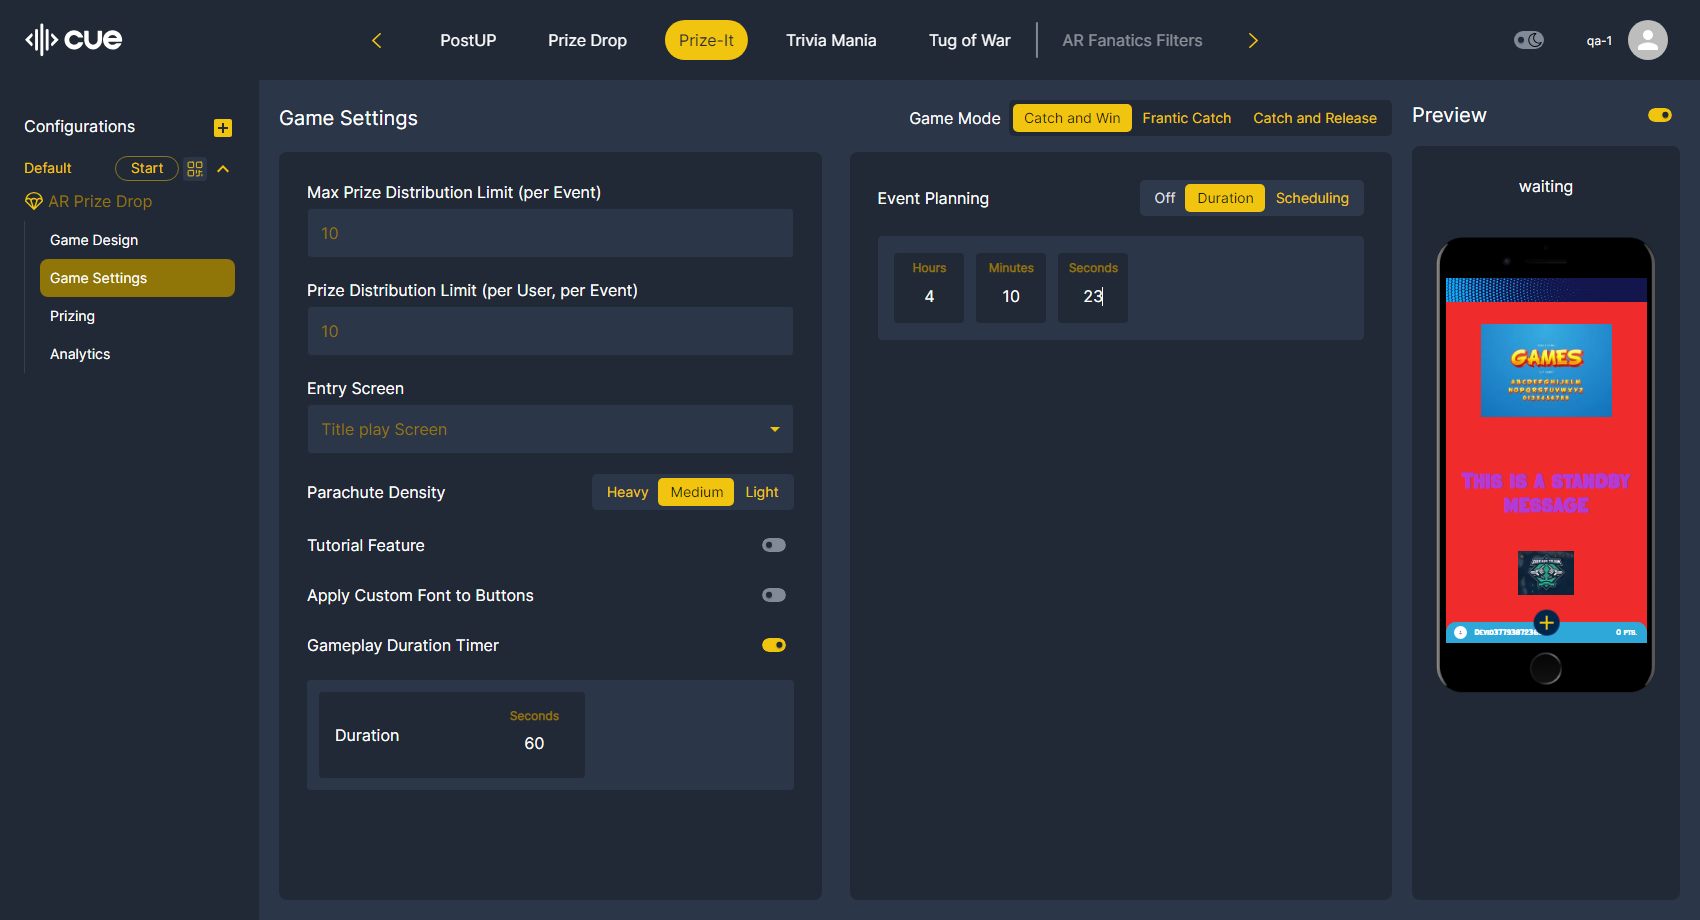 cue
PostUP
Prize Drop
Prize-It
Trivia Mania
Tug of War
AR Fanatics Filters
qa-1
Configurations
Default
Start
AR Prize Drop
Game Design
Game Settings
Prizing
Analytics
Game Settings
Max Prize Distribution Limit (per Event)
10
Prize Distribution Limit (per User, per Event)
10
Entry Screen
Title play Screen
Parachute Density
Heavy Medium Light
Tutorial Feature
Apply Custom Font to Buttons
Gameplay Duration Timer
Duration
Seconds
60
Game Mode
Catch and Win Frantic Catch Catch and Release
Event Planning
Off Duration Scheduling
Hours Minutes Seconds
4 10 23
Preview
waiting
GAMES
ABCDEFGHIJKLM
NOPQRSTUVWXYZ
0123456789
This is a standby
message
0 PTS.